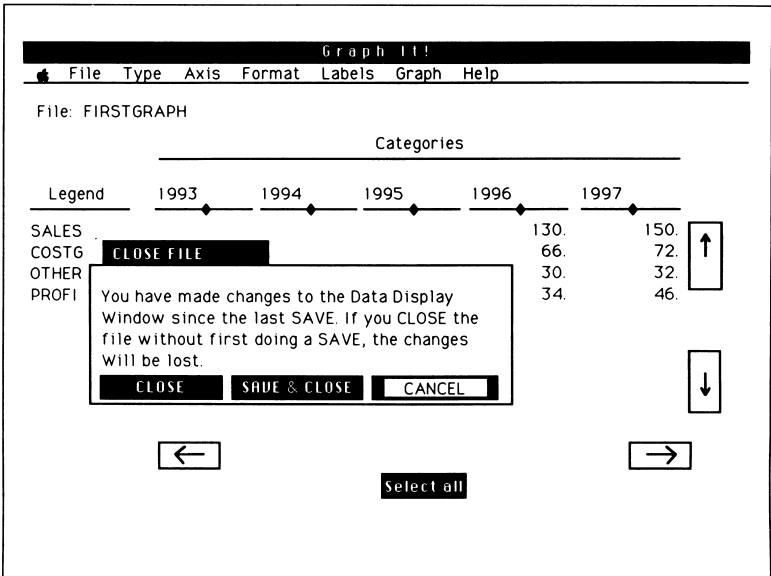 Graph It!
File Type Axis Format Labels Graph Help
File: FIRSTGRAPH
Categories
Legend 1993 1994 1995 1996 1997
SALES 130. 150.
COSTG 66. 72.
OTHER 30. 32.
PROFI 34. 46.
CLOSE FILE
You have made changes to the Data Display
Window since the last SAVE. If you CLOSE the
file without first doing a SAVE, the changes
Will be lost.
CLOSE SAVE & CLOSE CANCEL
Select all